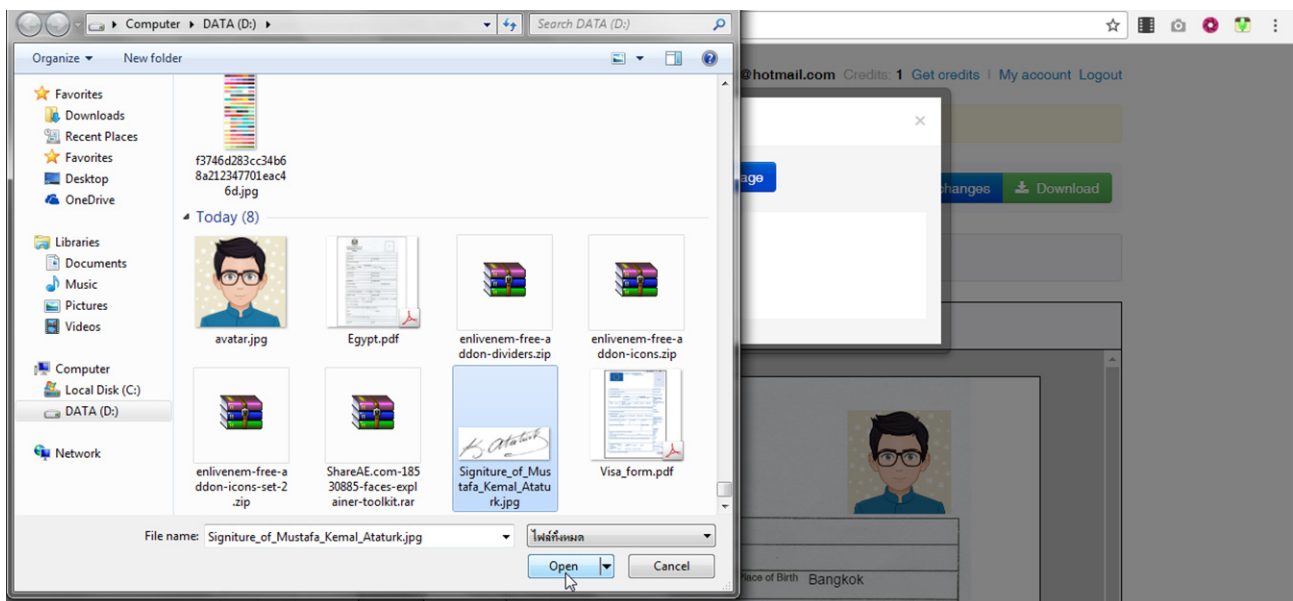 Computer ▸ DATA (D:) ▸
Search DATA (D:)
Organize
New folder
@hotmail.com Credits: 1 Get credits | My account Logout
Favorites
Downloads
Recent Places
Favorites
Desktop
OneDrive
Libraries
Documents
Music
Pictures
Videos
Computer
Local Disk (C:)
DATA (D:)
Network
f3746d283cc34b6
8a212347701eac4
6d.jpg
Today (8)
avatar.jpg
Egypt.pdf
enlivenem-free-a
ddon-dividers.zip
enlivenem-free-a
ddon-icons.zip
enlivenem-free-a
ddon-icons-set-2
.zip
ShareAE.com-185
30885-faces-expl
ainer-toolkit.rar
Signiture_of_Mus
tafa_Kemal_Atatu
rk.jpg
K. Ataturk
Visa_form.pdf
File name: Signiture_of_Mustafa_Kemal_Ataturk.jpg
ไฟล์ทั้งหมด
Open
Cancel
age
changes
Download
Place of Birth Bangkok